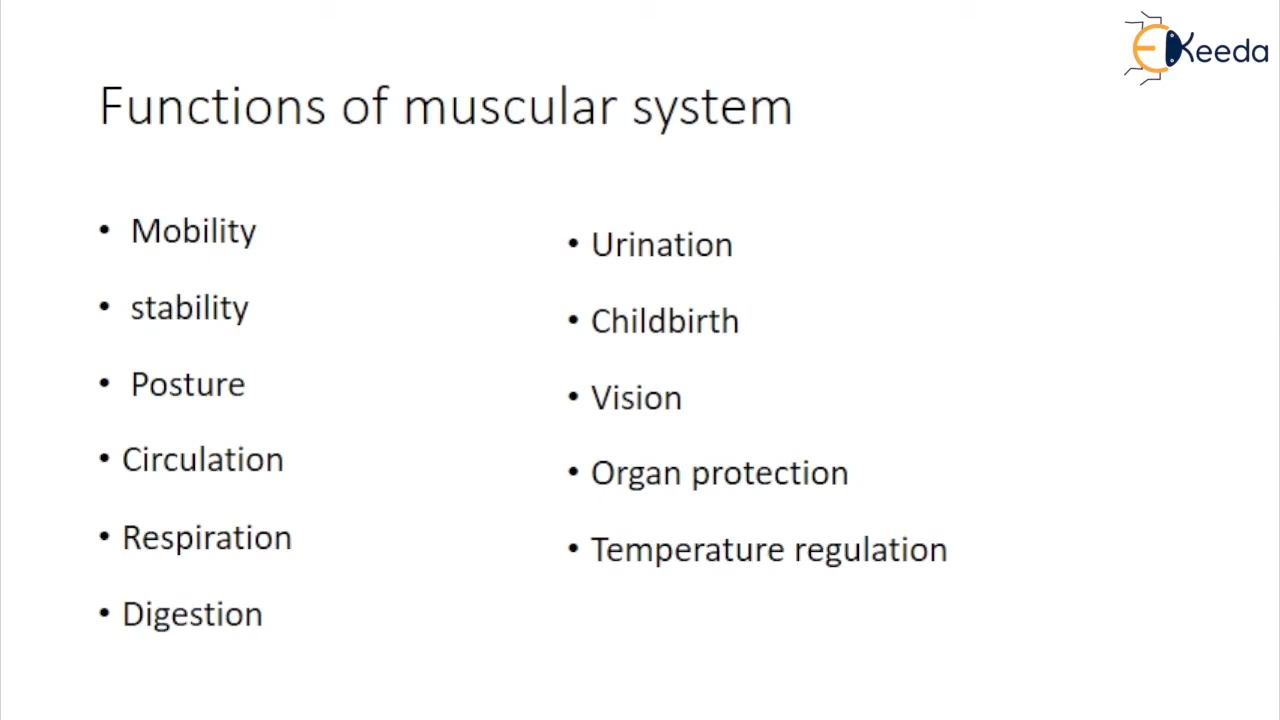 EKeeda
Functions of muscular system
• Mobility
• stability
• Posture
• Circulation
• Respiration
• Digestion
• Urination
• Childbirth
• Vision
• Organ protection
• Temperature regulation